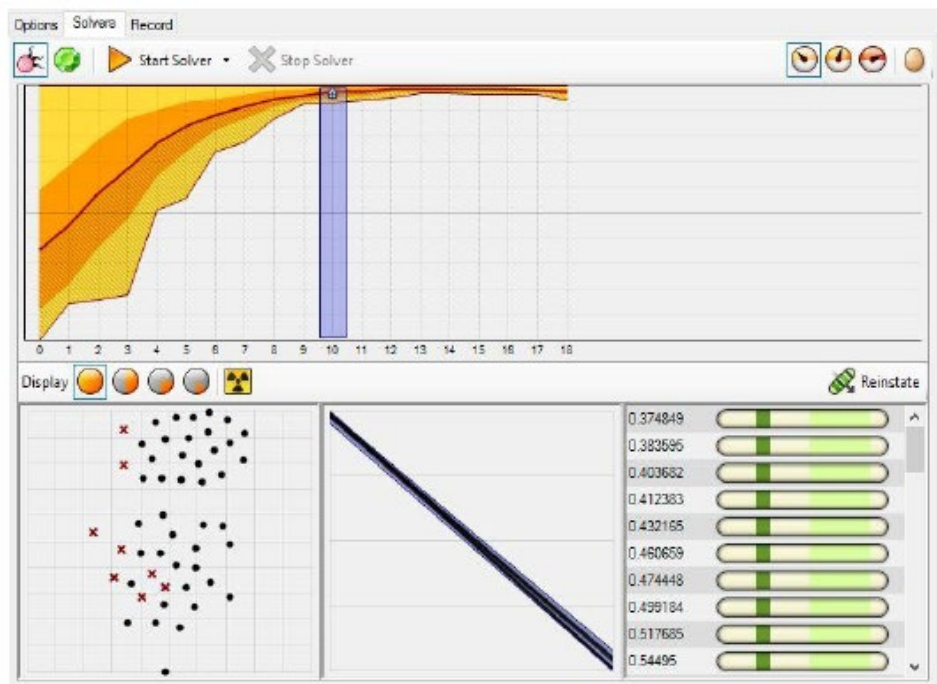 Options Solvers Record
Start Solver Stop Solver
0 1 2 3 4 5 6 7 8 9 10 11 12 13 14 15 16 17 18
Display Reinstate
0.374849
0.383595
0.403682
0.412383
0.432165
0.460659
0.474448
0.499184
0.517685
0.54495